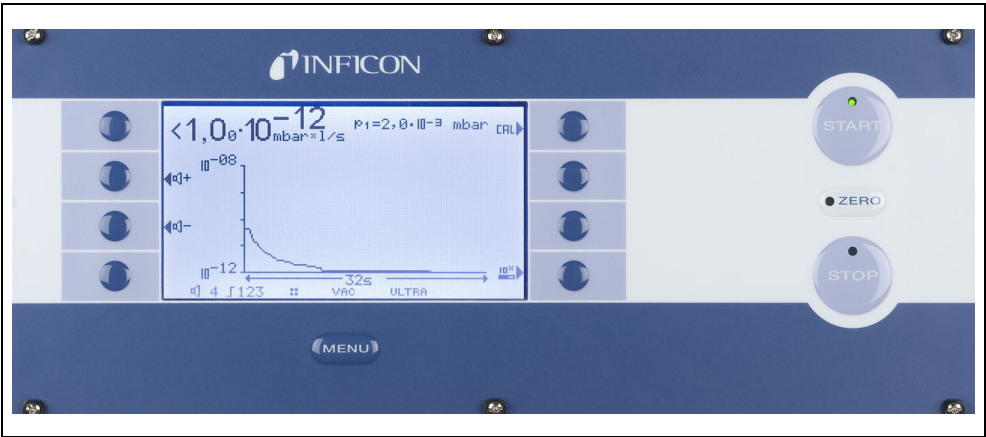 INFICON
<1,0₀·10⁻¹² mbar*l/s P1=2,0·10⁻³ mbar CAL
START
10⁻⁰⁸
+
ZERO
-
10⁻¹²
32s
10ˣ
STOP
4 ∫123 VAC ULTRA
MENU